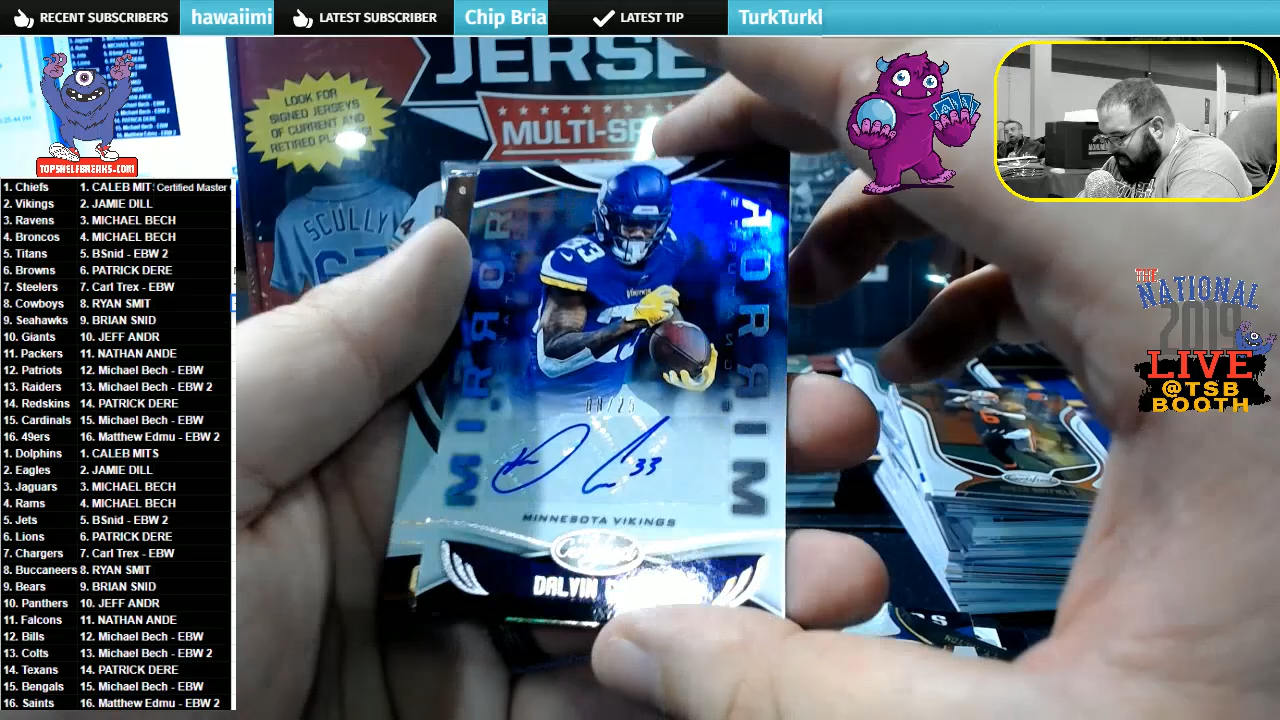 RECENT SUBSCRIBERS hawaiimi LATEST SUBSCRIBER Chip Bria LATEST TIP TurkTurkl
TOPSHELFBREAKS.COM
1. Chiefs 1. CALEB MIT: Certified Master
2. Vikings 2. JAMIE DILL
3. Ravens 3. MICHAEL BECH
4. Broncos 4. MICHAEL BECH
5. Titans 5. BSnid - EBW 2
6. Browns 6. PATRICK DERE
7. Steelers 7. Carl Trex - EBW
8. Cowboys 8. RYAN SMIT
9. Seahawks 9. BRIAN SNID
10. Giants 10. JEFF ANDR
11. Packers 11. NATHAN ANDE
12. Patriots 12. Michael Bech - EBW
13. Raiders 13. Michael Bech - EBW 2
14. Redskins 14. PATRICK DERE
15. Cardinals 15. Michael Bech - EBW
16. 49ers 16. Matthew Edmu - EBW 2
1. Dolphins 1. CALEB MITS
2. Eagles 2. JAMIE DILL
3. Jaguars 3. MICHAEL BECH
4. Rams 4. MICHAEL BECH
5. Jets 5. BSnid - EBW 2
6. Lions 6. PATRICK DERE
7. Chargers 7. Carl Trex - EBW
8. Buccaneers 8. RYAN SMIT
9. Bears 9. BRIAN SNID
10. Panthers 10. JEFF ANDR
11. Falcons 11. NATHAN ANDE
12. Bills 12. Michael Bech - EBW
13. Colts 13. Michael Bech - EBW 2
14. Texans 14. PATRICK DERE
15. Bengals 15. Michael Bech - EBW
16. Saints 16. Matthew Edmu - EBW 2
JERSE
MULTI-SP
LOOK FOR
SIGNED JERSEYS
OF CURRENT AND
RETIRED PLAYERS!
SCULLY
MIRROR
MIRROR
33
MINNESOTA VIKINGS
Certified
DALVIN
THE
NATIONAL
2019
LIVE
@TSB
BOOTH